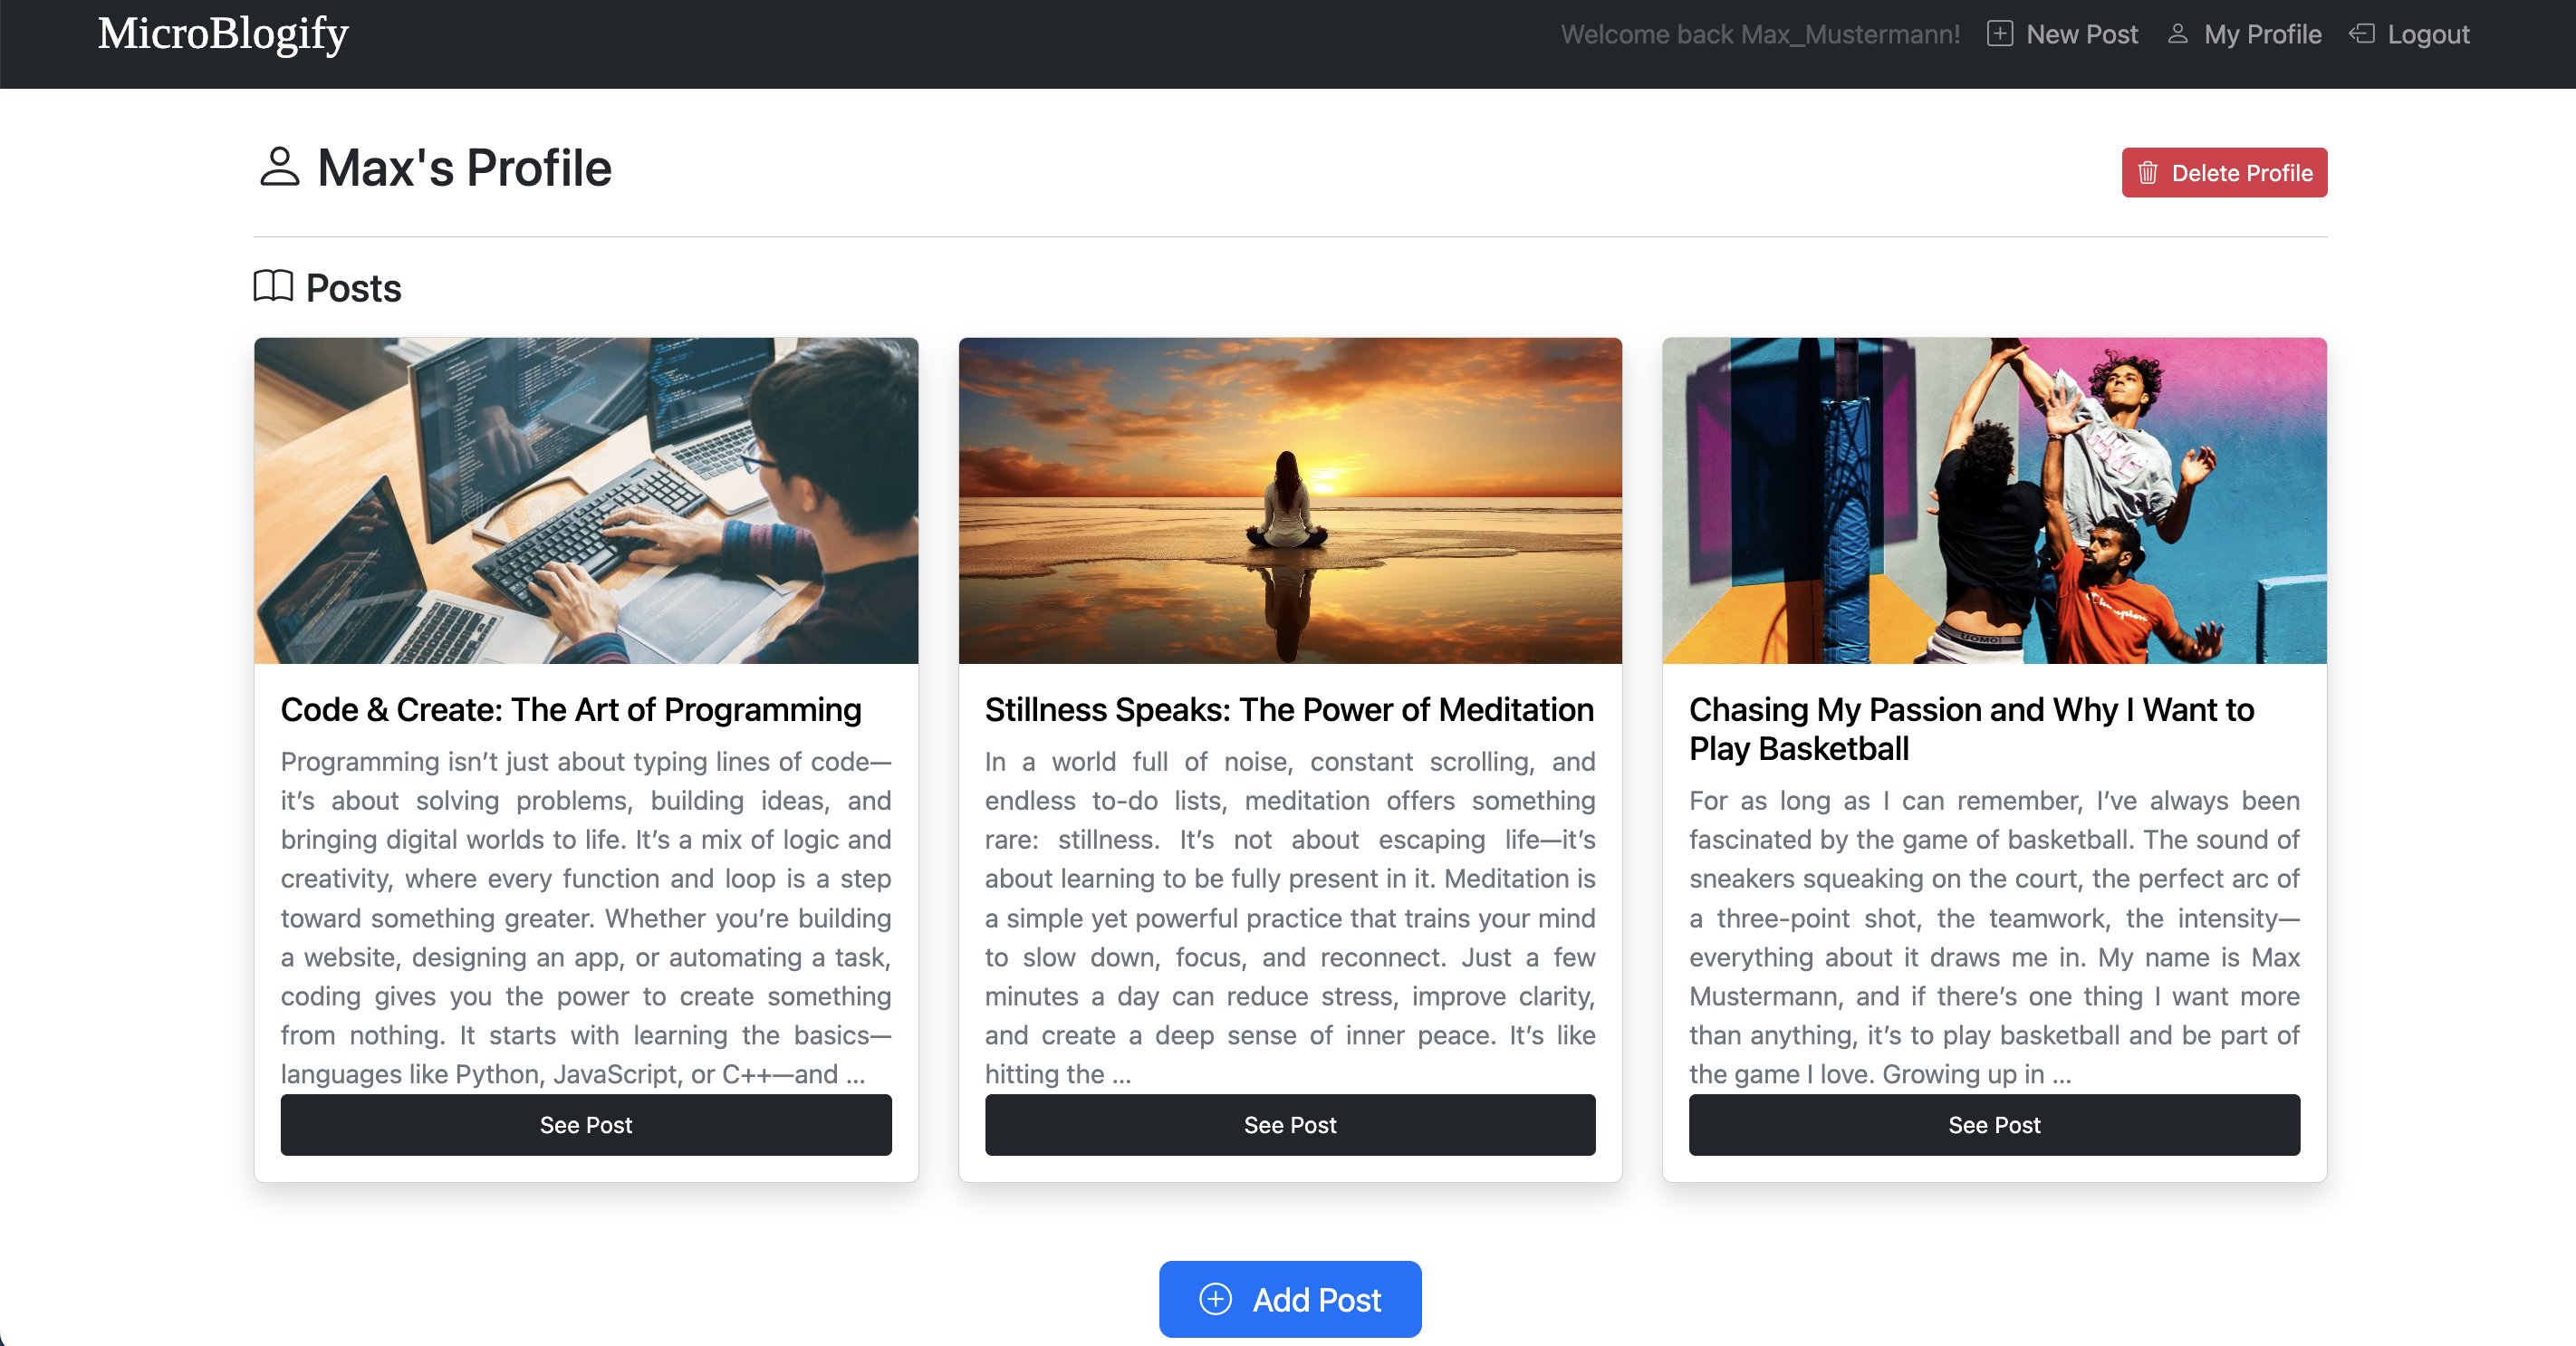 MicroBlogify
Welcome back Max_Mustermann!
New Post
My Profile
Logout
Max's Profile
Delete Profile
Posts
Code & Create: The Art of Programming
Programming isn’t just about typing lines of code—
it’s about solving problems, building ideas, and
bringing digital worlds to life. It’s a mix of logic and
creativity, where every function and loop is a step
toward something greater. Whether you’re building
a website, designing an app, or automating a task,
coding gives you the power to create something
from nothing. It starts with learning the basics—
languages like Python, JavaScript, or C++—and ...
See Post
Stillness Speaks: The Power of Meditation
In a world full of noise, constant scrolling, and
endless to-do lists, meditation offers something
rare: stillness. It’s not about escaping life—it’s
about learning to be fully present in it. Meditation is
a simple yet powerful practice that trains your mind
to slow down, focus, and reconnect. Just a few
minutes a day can reduce stress, improve clarity,
and create a deep sense of inner peace. It’s like
hitting the ...
See Post
UOMO
Champion
Chasing My Passion and Why I Want to
Play Basketball
For as long as I can remember, I’ve always been
fascinated by the game of basketball. The sound of
sneakers squeaking on the court, the perfect arc of
a three-point shot, the teamwork, the intensity—
everything about it draws me in. My name is Max
Mustermann, and if there’s one thing I want more
than anything, it’s to play basketball and be part of
the game I love. Growing up in ...
See Post
Add Post